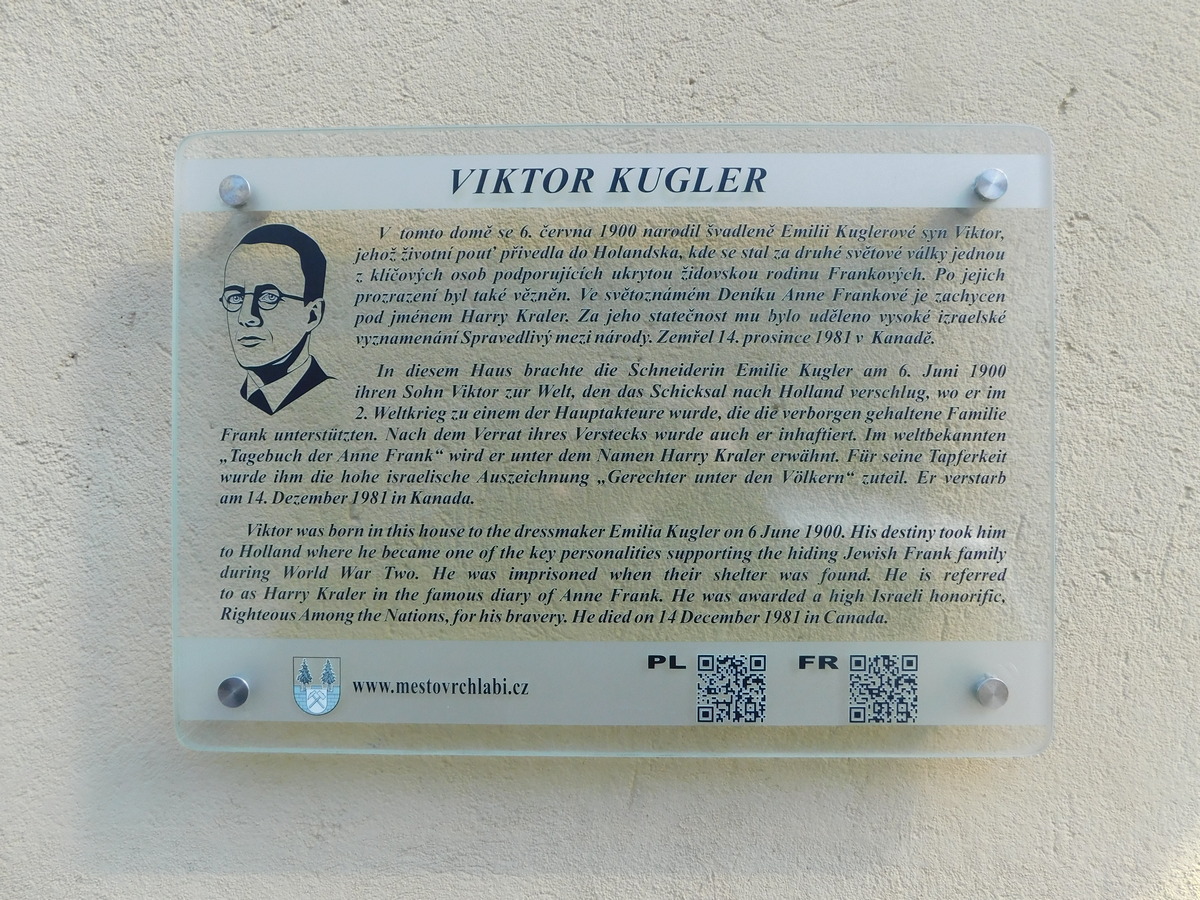 VIKTOR KUGLER
V tomto domě se 6. června 1900 narodil švadleně Emilii Kuglerové syn Viktor,
jehož životní pouť přivedla do Holandska, kde se stal za druhé světové války jednou
z klíčových osob podporujících ukrytou židovskou rodinu Frankových. Po jejich
prozrazení byl také vězněn. Ve světoznámém Deníku Anne Frankové je zachycen
pod jménem Harry Kraler. Za jeho statečnost mu bylo uděleno vysoké izraelské
vyznamenání Spravedlivý mezi národy. Zemřel 14. prosince 1981 v Kanadě.
In diesem Haus brachte die Schneiderin Emilie Kugler am 6. Juni 1900
ihren Sohn Viktor zur Welt, den das Schicksal nach Holland verschlug, wo er im
2. Weltkrieg zu einem der Hauptakteure wurde, die die verborgen gehaltene Familie
Frank unterstützten. Nach dem Verrat ihres Verstecks wurde auch er inhaftiert. Im weltbekannten
„Tagebuch der Anne Frank“ wird er unter dem Namen Harry Kraler erwähnt. Für seine Tapferkeit
wurde ihm die hohe israelische Auszeichnung „Gerechter unter den Völkern“ zuteil. Er verstarb
am 14. Dezember 1981 in Kanada.
Viktor was born in this house to the dressmaker Emilia Kugler on 6 June 1900. His destiny took him
to Holland where he became one of the key personalities supporting the hiding Jewish Frank family
during World War Two. He was imprisoned when their shelter was found. He is referred
to as Harry Kraler in the famous diary of Anne Frank. He was awarded a high Israeli honorific,
Righteous Among the Nations, for his bravery. He died on 14 December 1981 in Canada.
www.mestovrchlabi.cz PL FR